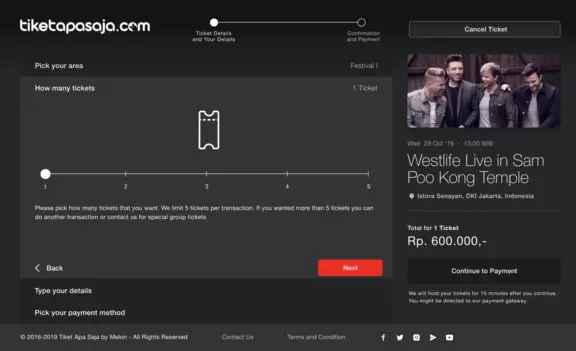 tiketapasaja.com
Ticket Details
and Your Details
Confirmation
and Payment
Cancel Ticket
Pick your area
Festival I
How many tickets
1 Ticket
1
2
3
4
5
Please pick how many tickets that you want. We limit 5 tickets per transaction. If you wanted more than 5 tickets you can
do another transaction or contact us for special group tickets
Back
Next
Type your details
Pick your payment method
Wed 28 Oct '19 - 13,00 WIB
Westlife Live in Sam
Poo Kong Temple
Istora Senayan, DKI Jakarta, Indonesia
Total for 1 Ticket
Rp. 600.000,-
Continue to Payment
We will hold your tickets for 10 minutes after you continue.
You might be directed to our payment gateway.
© 2016-2019 Tiket Apa Saja by Melon - All Rights Reserved
Contact Us
Terms and Condition